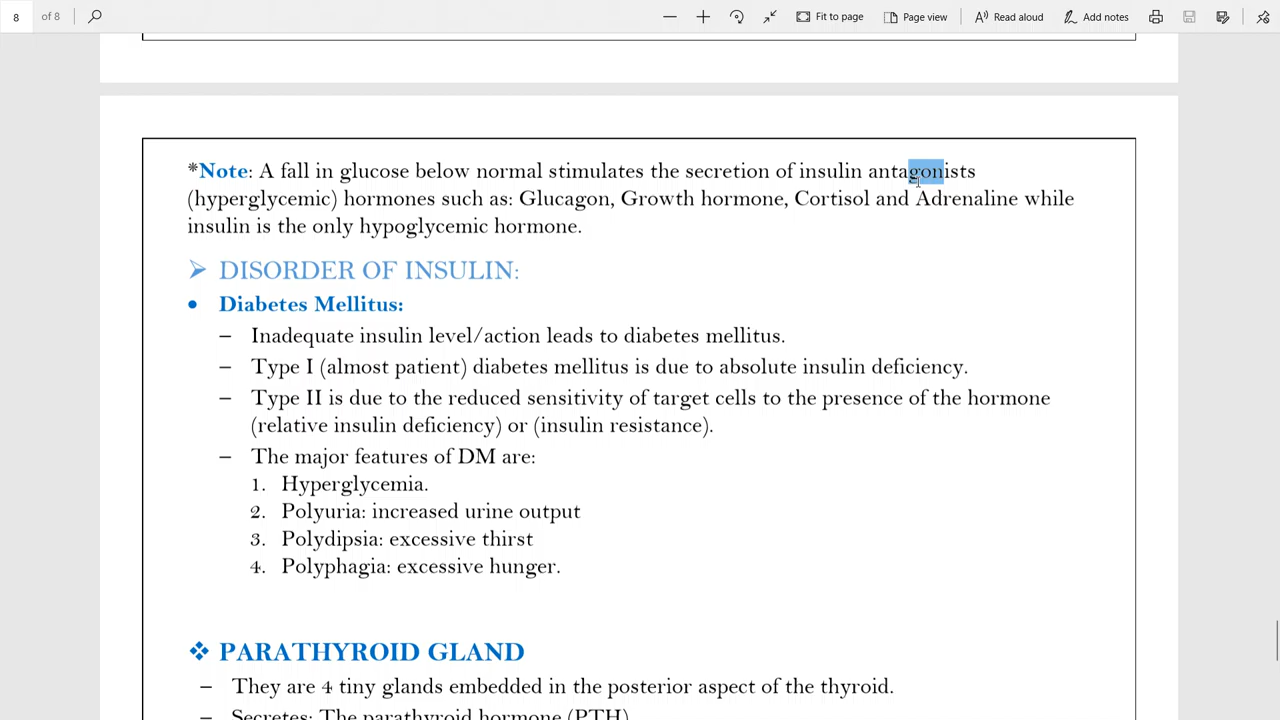 8 of 8 Fit to page Page view Read aloud Add notes
*Note: A fall in glucose below normal stimulates the secretion of insulin antagonists
(hyperglycemic) hormones such as: Glucagon, Growth hormone, Cortisol and Adrenaline while
insulin is the only hypoglycemic hormone.
➢ DISORDER OF INSULIN:
• Diabetes Mellitus:
– Inadequate insulin level/action leads to diabetes mellitus.
– Type I (almost patient) diabetes mellitus is due to absolute insulin deficiency.
– Type II is due to the reduced sensitivity of target cells to the presence of the hormone
(relative insulin deficiency) or (insulin resistance).
– The major features of DM are:
1. Hyperglycemia.
2. Polyuria: increased urine output
3. Polydipsia: excessive thirst
4. Polyphagia: excessive hunger.
❖ PARATHYROID GLAND
– They are 4 tiny glands embedded in the posterior aspect of the thyroid.
– Secretes: The parathyroid hormone (PTH)